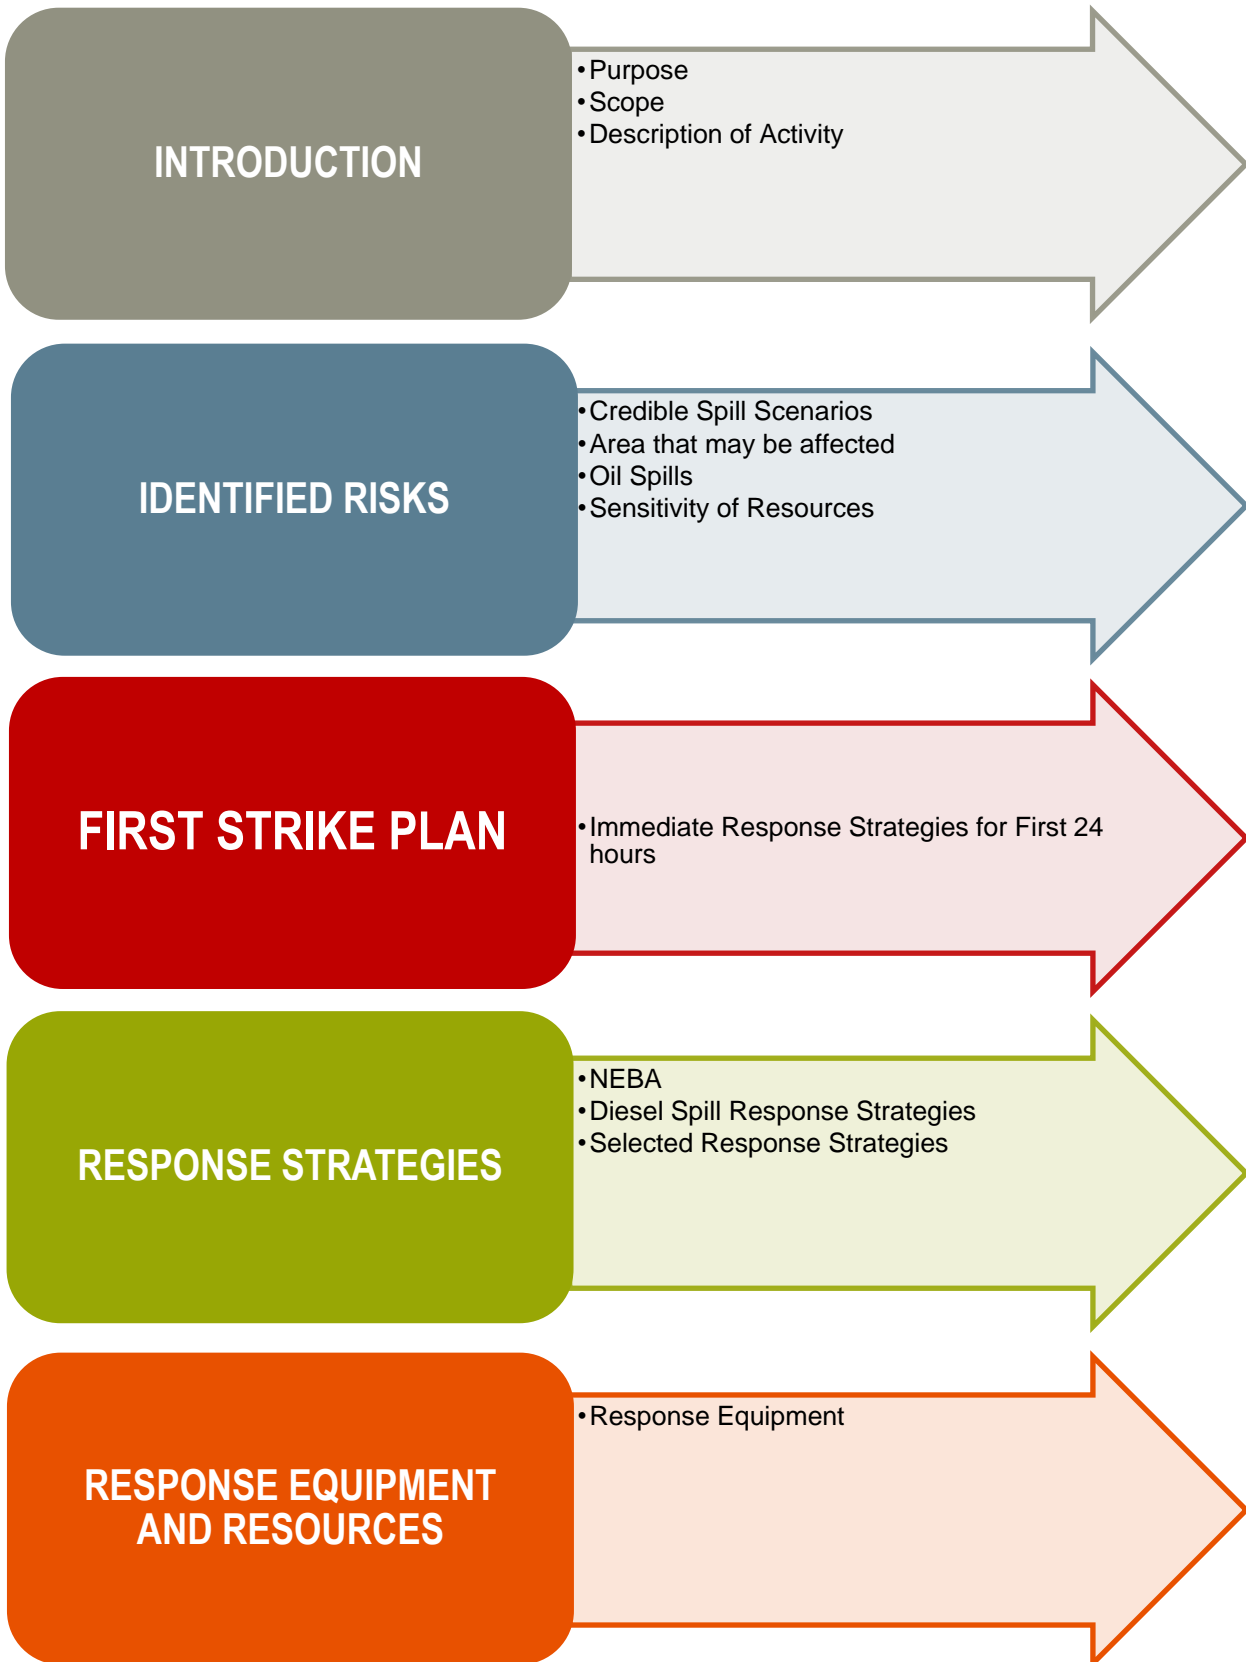 INTRODUCTION
•Purpose
•Scope
•Description of Activity
IDENTIFIED RISKS
•Credible Spill Scenarios
•Area that may be affected
•Oil Spills
•Sensitivity of Resources
FIRST STRIKE PLAN
•Immediate Response Strategies for First 24
hours
RESPONSE STRATEGIES
•NEBA
•Diesel Spill Response Strategies
•Selected Response Strategies
RESPONSE EQUIPMENT
AND RESOURCES
•Response Equipment